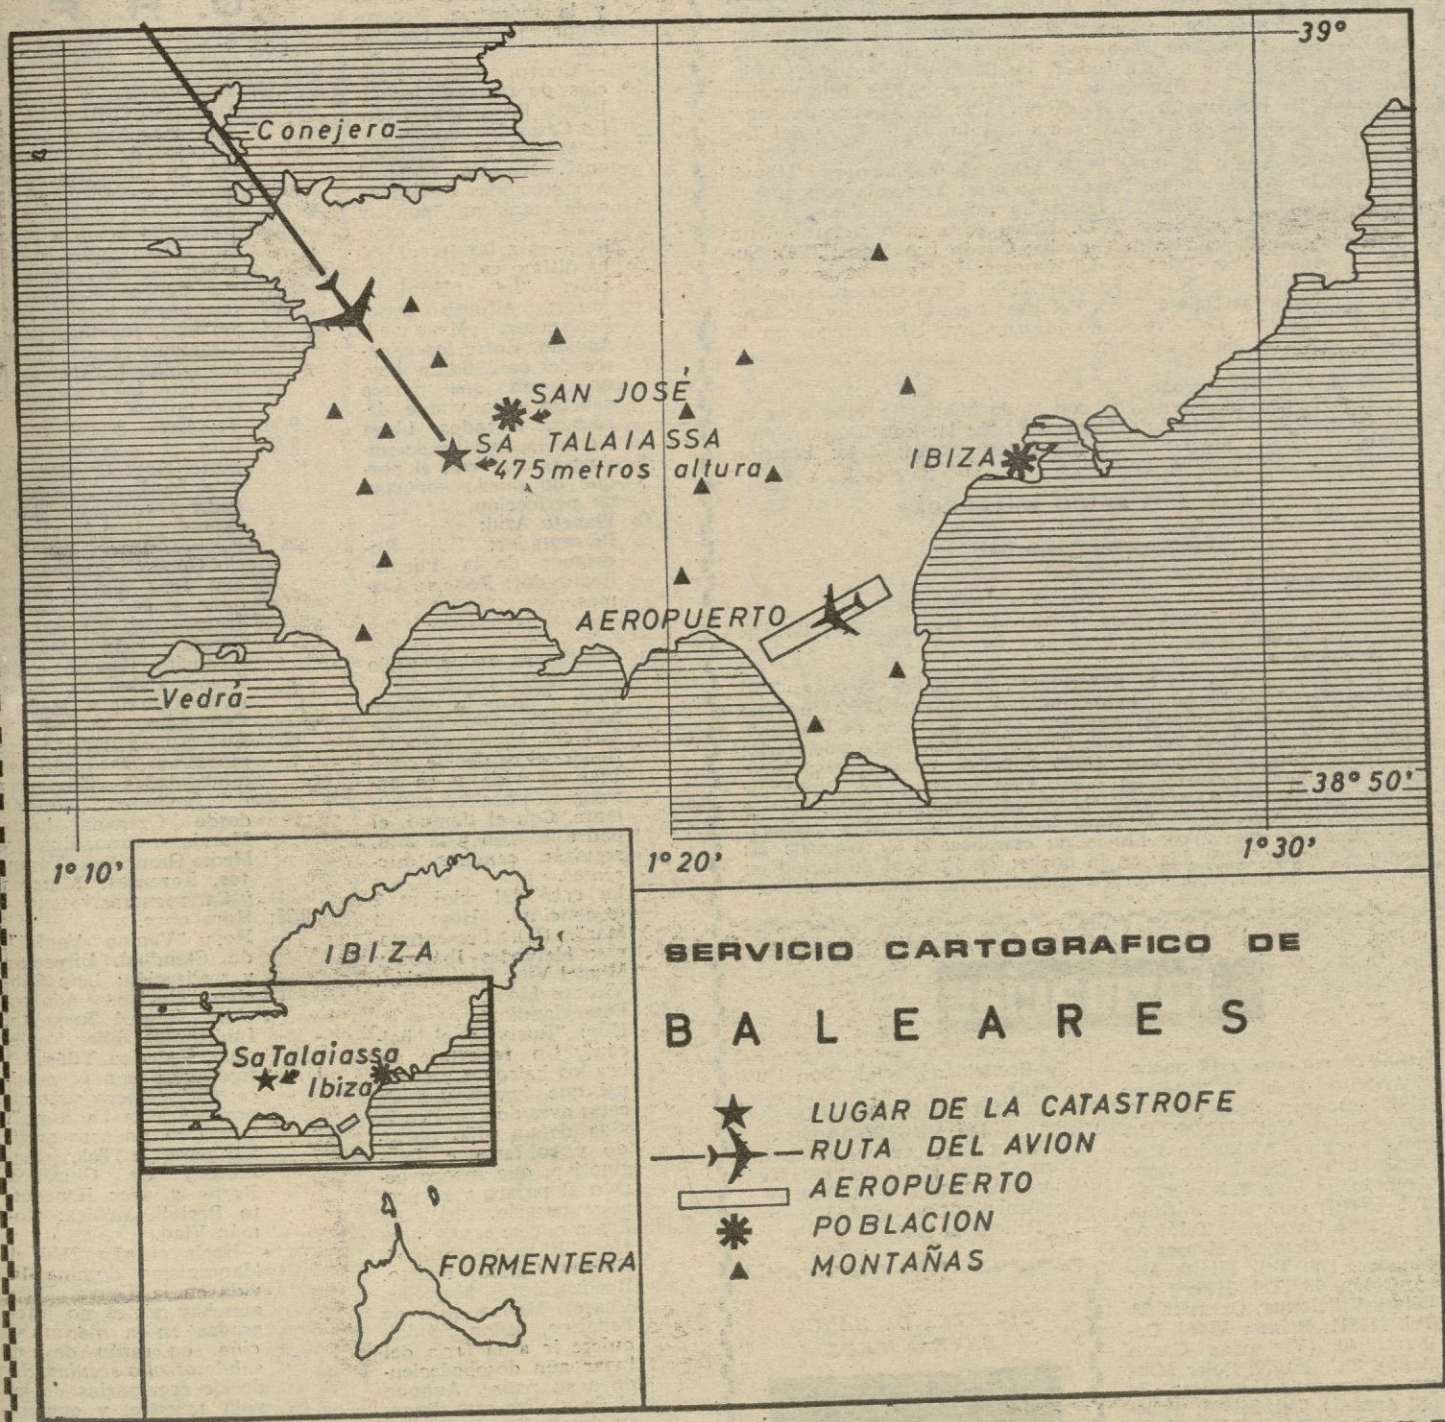 39°
Conejera
SAN JOSÉ
SA TALAIASSA
475 metros altura
IBIZA
AEROPUERTO
Vedrá
38° 50'
1° 10'
1° 20'
1° 30'
IBIZA
Sa Talaiassa
Ibiza
FORMENTERA
SERVICIO CARTOGRAFICO DE
BALEARES
LUGAR DE LA CATASTROFE
RUTA DEL AVION
AEROPUERTO
POBLACION
MONTAÑAS